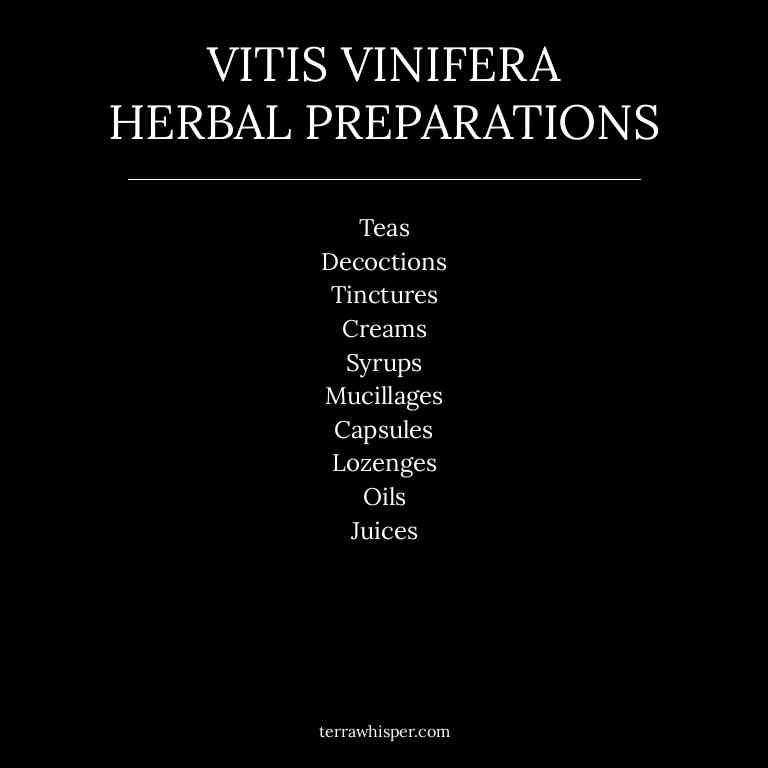 VITIS VINIFERA
HERBAL PREPARATIONS
Teas
Decoctions
Tinctures
Creams
Syrups
Mucillages
Capsules
Lozenges
Oils
Juices
terrawhisper.com